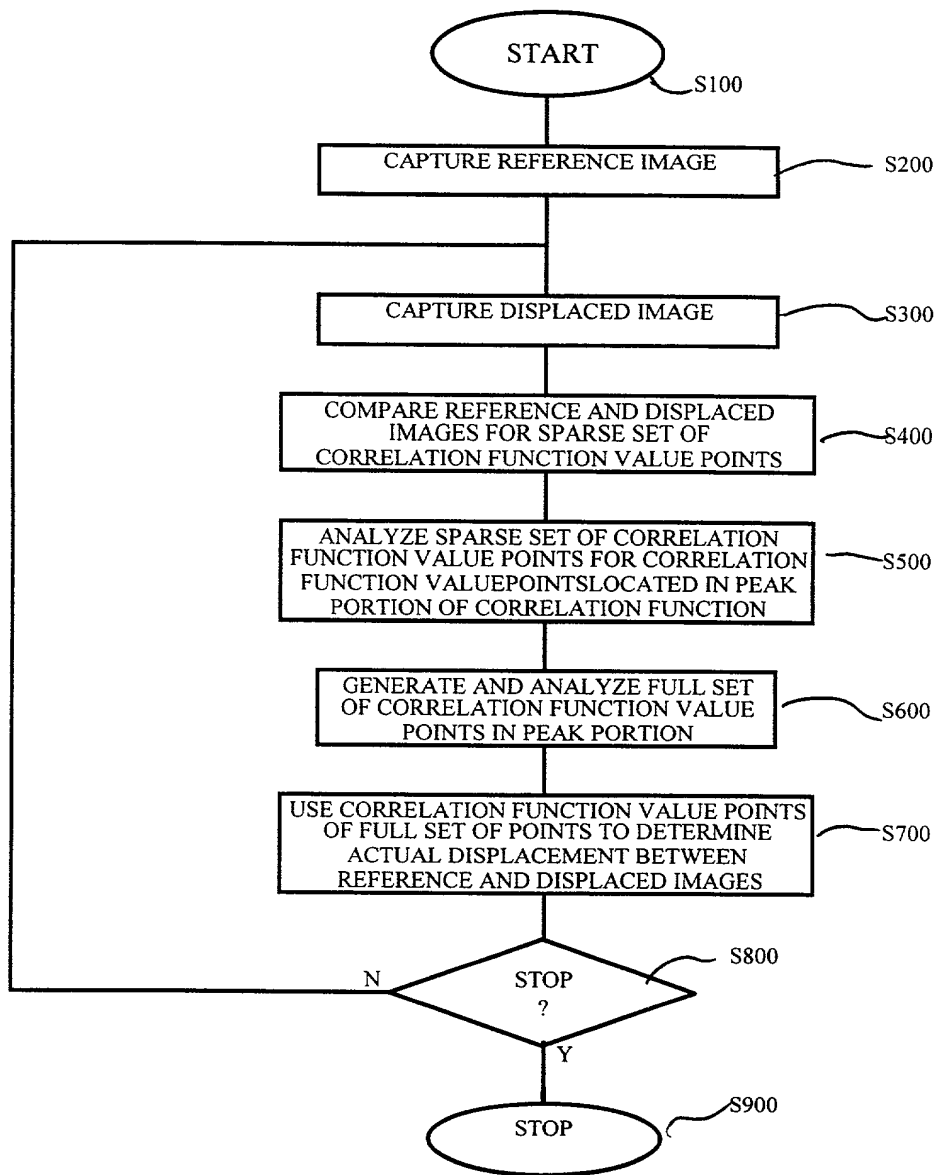 START
S100
CAPTURE REFERENCE IMAGE
S200
CAPTURE DISPLACED IMAGE
S300
COMPARE REFERENCE AND DISPLACED
IMAGES FOR SPARSE SET OF
CORRELATION FUNCTION VALUE POINTS
S400
ANALYZE SPARSE SET OF CORRELATION
FUNCTION VALUE POINTS FOR CORRELATION
FUNCTION VALUEPOINTSLOCATED IN PEAK
PORTION OF CORRELATION FUNCTION
S500
GENERATE AND ANALYZE FULL SET
OF CORRELATION FUNCTION VALUE
POINTS IN PEAK PORTION
S600
USE CORRELATION FUNCTION VALUE POINTS
OF FULL SET OF POINTS TO DETERMINE
ACTUAL DISPLACEMENT BETWEEN
REFERENCE AND DISPLACED IMAGES
S700
STOP
?
S800
N
Y
STOP
S900